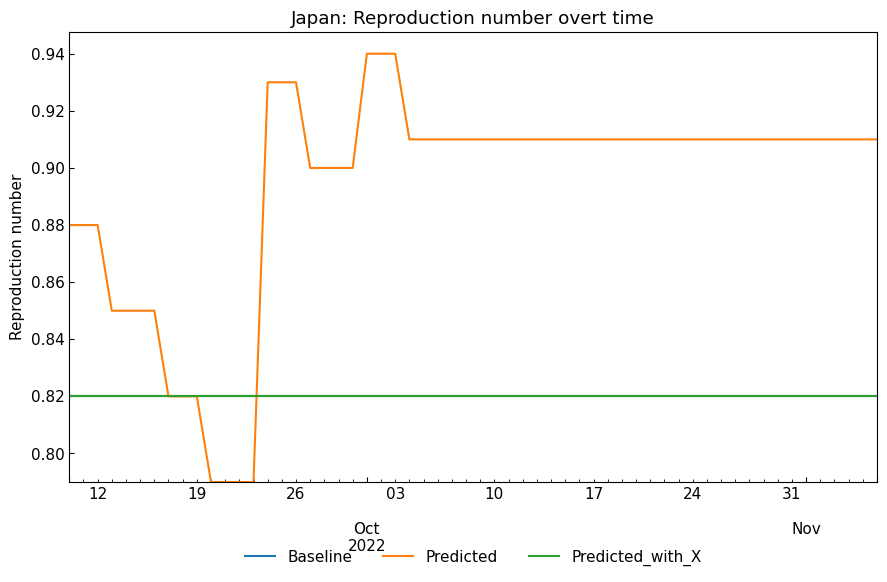 Japan: Reproduction number overt time
Reproduction number
0.94
0.92
0.90
0.88
0.86
0.84
0.82
0.80
12 19 26 03 10 17 24 31
Oct Nov
2022
Baseline Predicted Predicted_with_X